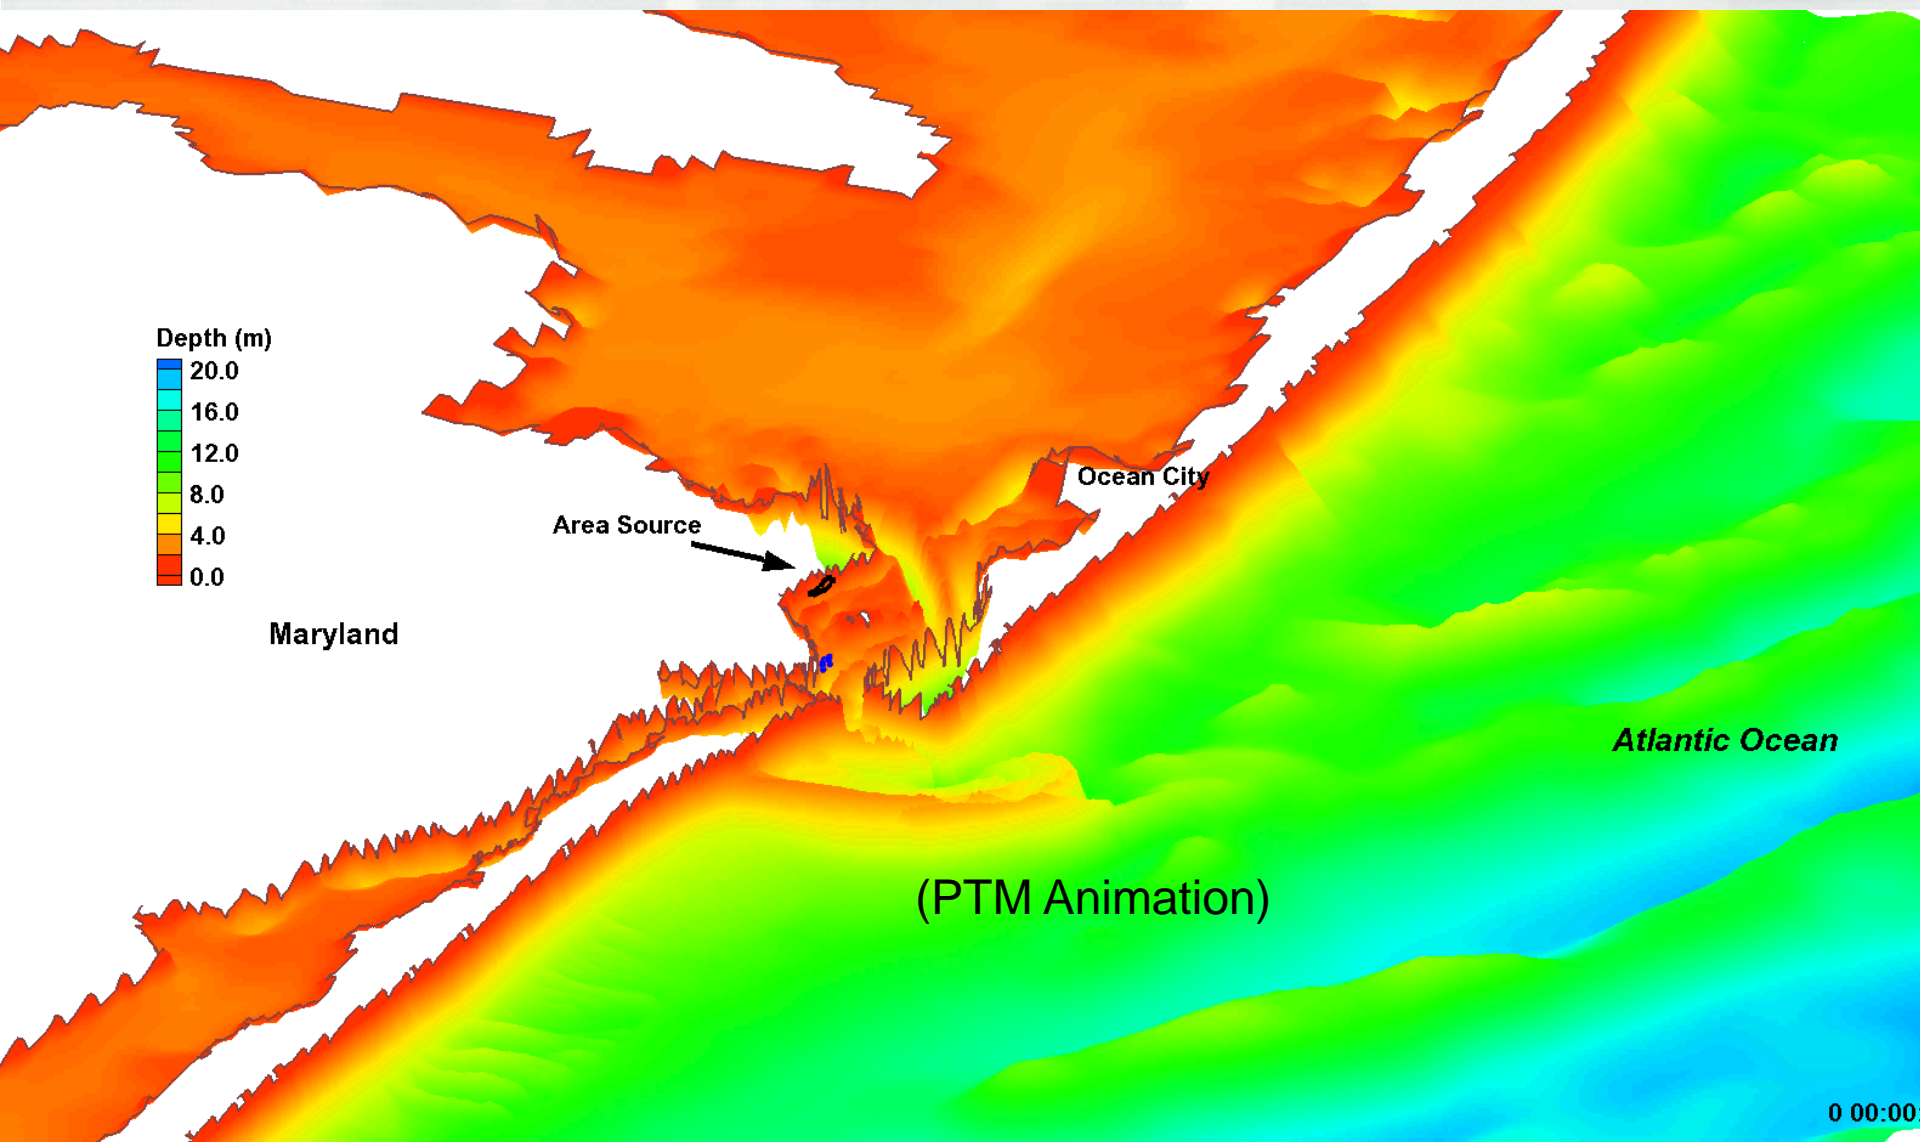 Depth (m)
20.0
16.0
12.0
8.0
4.0
0.0
Ocean City
Area Source
Maryland
Atlantic Ocean
(PTM Animation)
0 00:00: